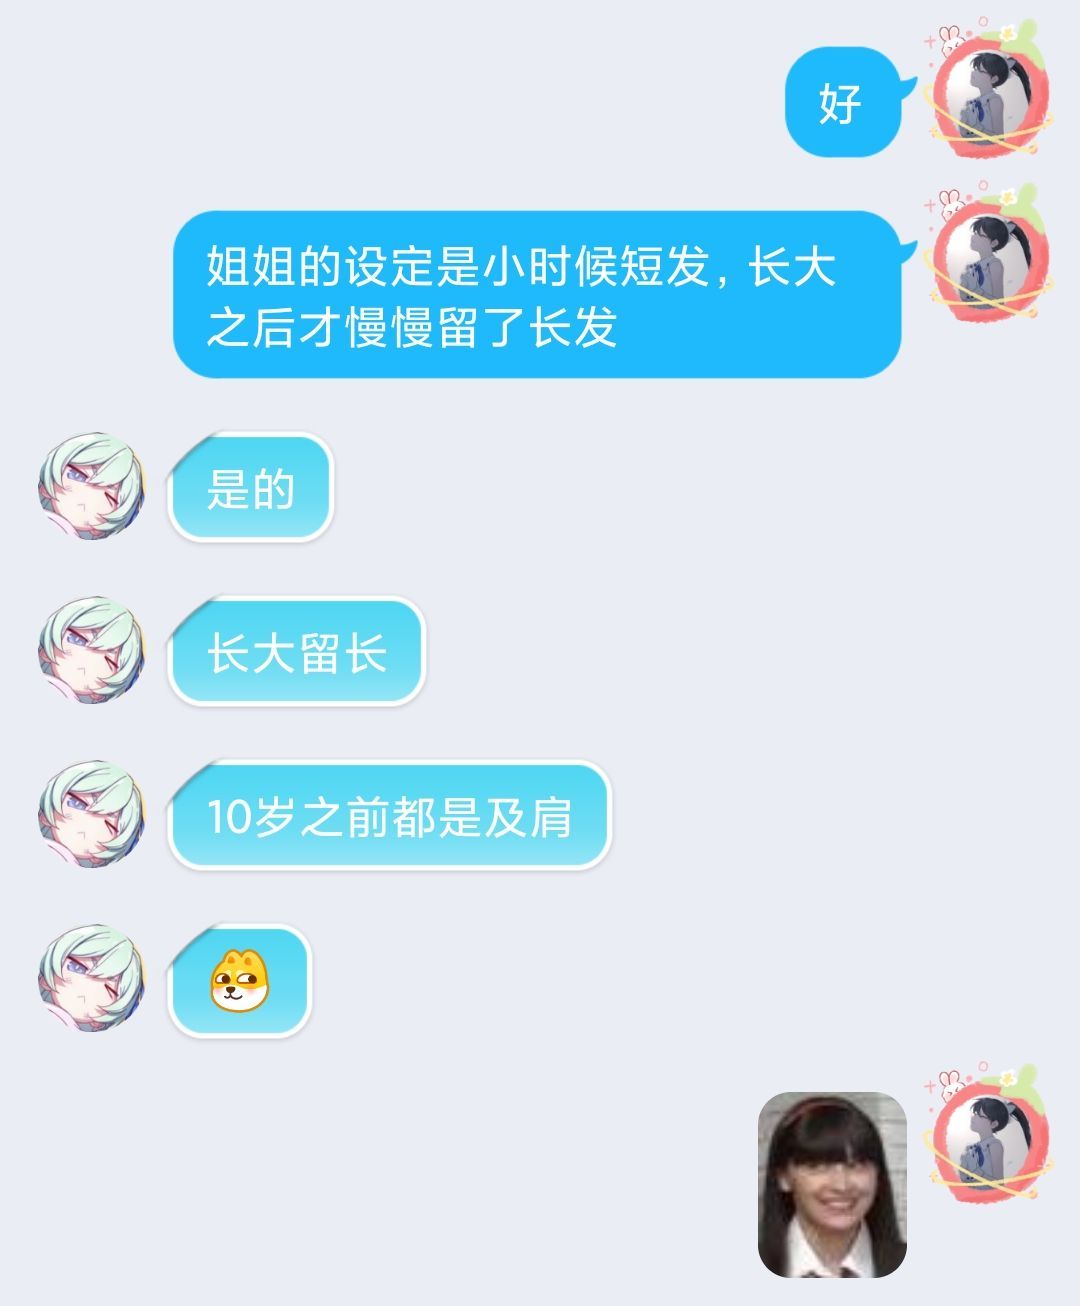 好
姐姐的设定是小时候短发，长大
之后才慢慢留了长发
是的
长大留长
10岁之前都是及肩